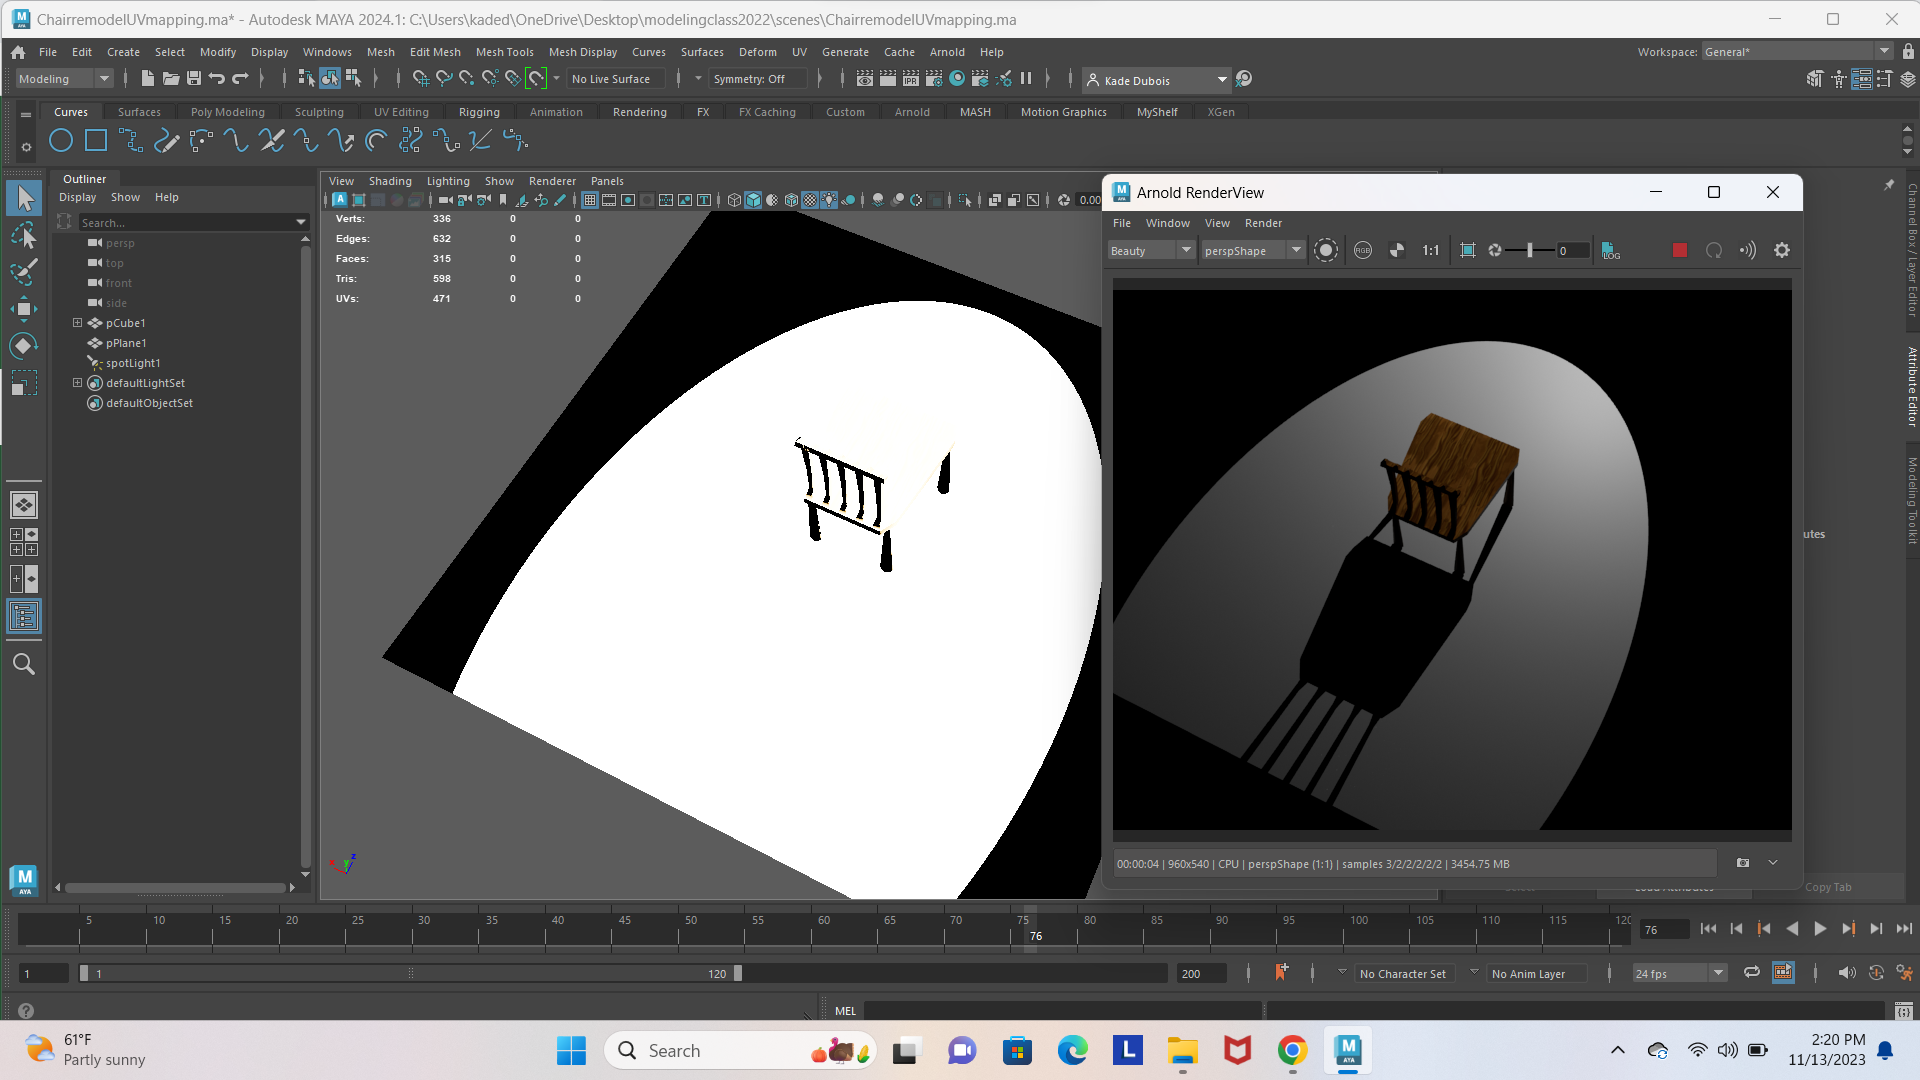 ChairremodelUVmapping.ma* - Autodesk MAYA 2024.1: C:\Users\kaded\OneDrive\Desktop\modelingclass2022\scenes\ChairremodelUVmapping.ma
File Edit Create Select Modify Display Windows Mesh Edit Mesh Mesh Tools Mesh Display Curves Surfaces Deform UV Generate Cache Arnold Help
Workspace: General*
Modeling No Live Surface Symmetry: Off IPR Kade Dubois
Curves Surfaces Poly Modeling Sculpting UV Editing Rigging Animation Rendering FX FX Caching Custom Arnold MASH Motion Graphics MyShelf XGen
Outliner
Display Show Help
Search...
persp
top
front
side
pCube1
pPlane1
spotLight1
defaultLightSet
defaultObjectSet
View Shading Lighting Show Renderer Panels
0.00
Verts: 336 0 0
Edges: 632 0 0
Faces: 315 0 0
Tris: 598 0 0
UVs: 471 0 0
x y z
Arnold RenderView
File Window View Render
Beauty perspShape RGB 1:1 0 LOG
00:00:04 | 960x540 | CPU | perspShape (1:1) | samples 3/2/2/2/2/2 | 3454.75 MB
utes
Load Attributes Copy Tab
Channel Box / Layer Editor
Attribute Editor
Modeling Toolkit
M
AYA
5 10 15 20 25 30 35 40 45 50 55 60 65 70 75 80 85 90 95 100 105 110 115 120
76
76
1 1 120 200 No Character Set No Anim Layer 24 fps
MEL
61°F
Partly sunny
Search
L
2:20 PM
11/13/2023